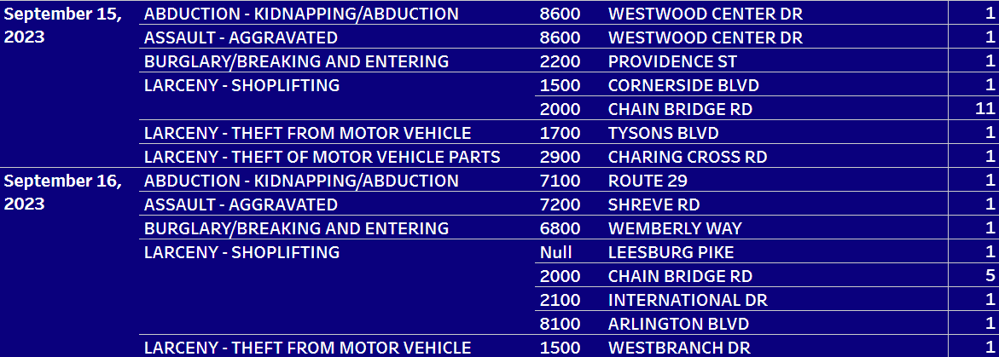 September 15, ABDUCTION - KIDNAPPING/ABDUCTION 8600 WESTWOOD CENTER DR 1
2023 ASSAULT - AGGRAVATED 8600 WESTWOOD CENTER DR 1
BURGLARY/BREAKING AND ENTERING 2200 PROVIDENCE ST 1
LARCENY - SHOPLIFTING 1500 CORNERSIDE BLVD 1
2000 CHAIN BRIDGE RD 11
LARCENY - THEFT FROM MOTOR VEHICLE 1700 TYSONS BLVD 1
LARCENY - THEFT OF MOTOR VEHICLE PARTS 2900 CHARING CROSS RD 1
September 16, ABDUCTION - KIDNAPPING/ABDUCTION 7100 ROUTE 29 1
2023 ASSAULT - AGGRAVATED 7200 SHREVE RD 1
BURGLARY/BREAKING AND ENTERING 6800 WEMBERLY WAY 1
LARCENY - SHOPLIFTING Null LEESBURG PIKE 1
2000 CHAIN BRIDGE RD 5
2100 INTERNATIONAL DR 1
8100 ARLINGTON BLVD 1
LARCENY - THEFT FROM MOTOR VEHICLE 1500 WESTBRANCH DR 1